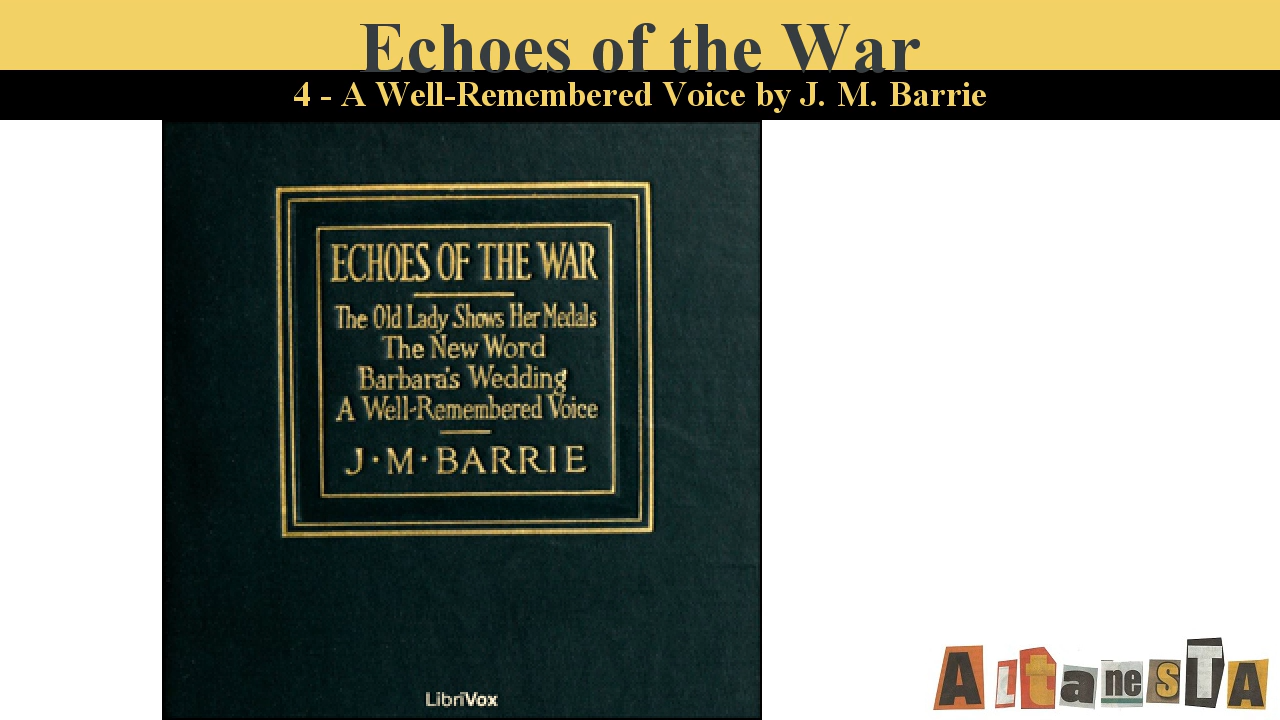 Echoes of the War
4 - A Well-Remembered Voice by J. M. Barrie
ECHOES OF THE WAR
The Old Lady Shows Her Medals
The New Word
Barbara's Wedding
A Well-Remembered Voice
J·M·BARRIE
LibriVox
AltanesTA